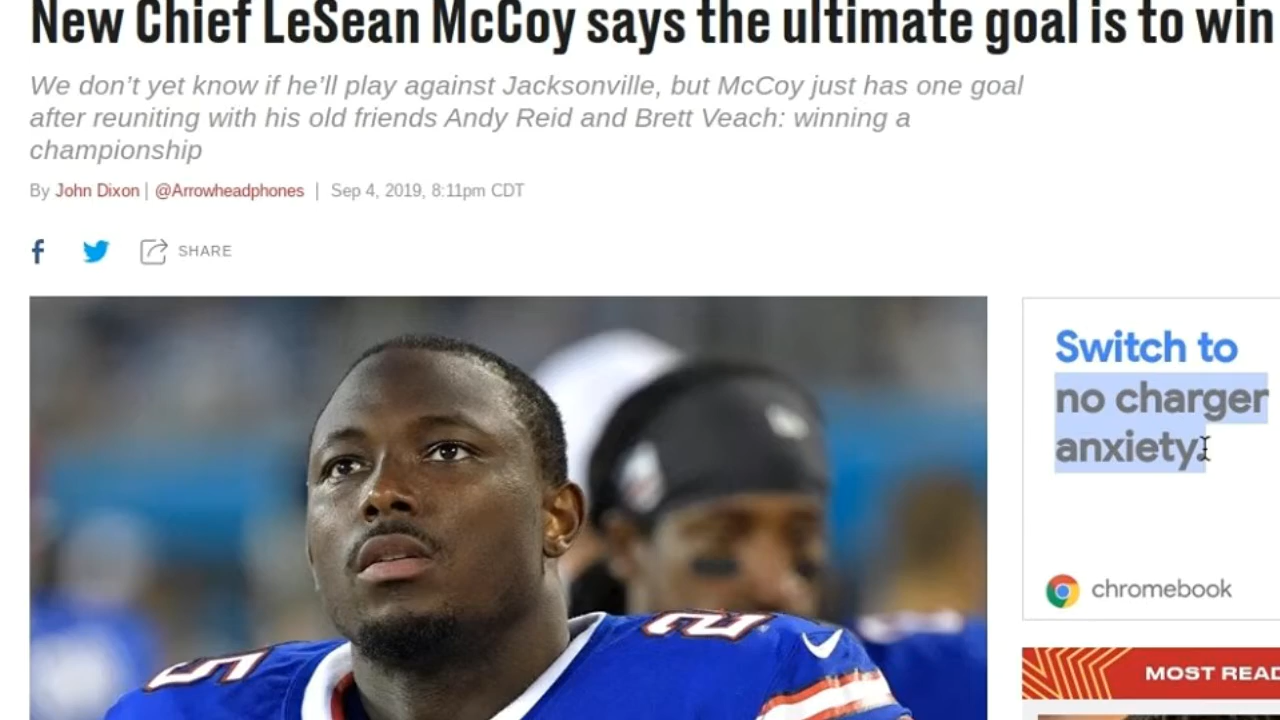 New Chief LeSean McCoy says the ultimate goal is to win
We don't yet know if he'll play against Jacksonville, but McCoy just has one goal
after reuniting with his old friends Andy Reid and Brett Veach: winning a
championship
By John Dixon | @Arrowheadphones | Sep 4, 2019, 8:11pm CDT
f SHARE
Switch to
no charger
anxiety.
chromebook
MOST READ
5 2